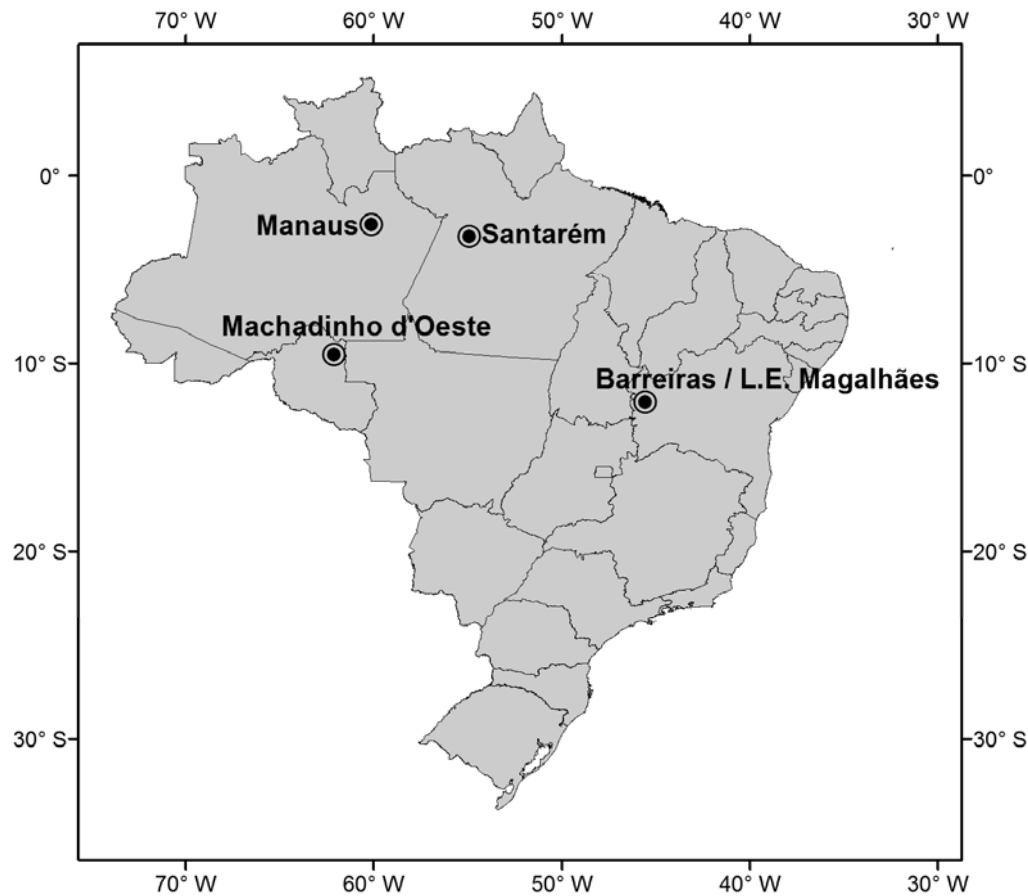 70° W 60° W 50° W 40° W 30° W
0° 0°
Manaus
Santarém
Machadinho d'Oeste
10° S 10° S
Barreiras / L.E. Magalhães
20° S 20° S
30° S 30° S
70° W 60° W 50° W 40° W 30° W